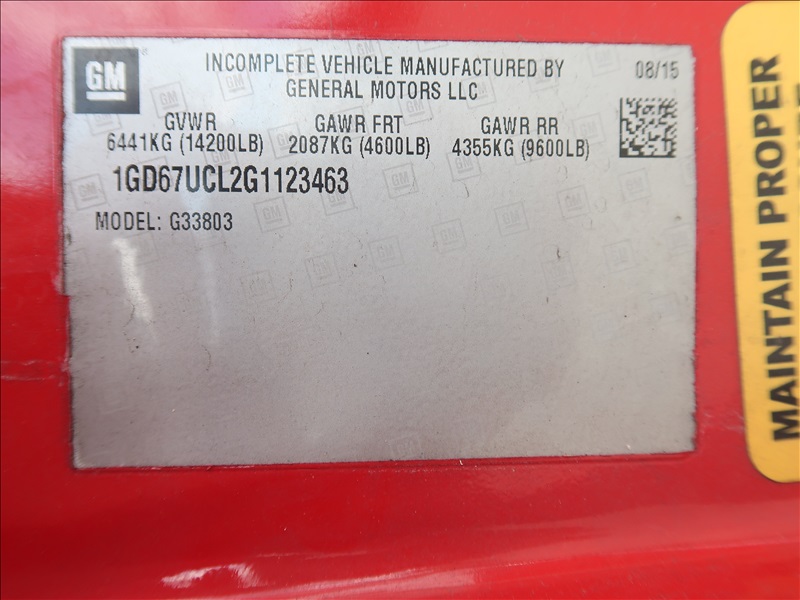 GM
INCOMPLETE VEHICLE MANUFACTURED BY
GENERAL MOTORS LLC
08/15
GVWR GAWR FRT GAWR RR
6441KG (14200LB) 2087KG (4600LB) 4355KG (9600LB)
1GD67UCL2G1123463
MODEL: G33803
MAINTAIN PROPER